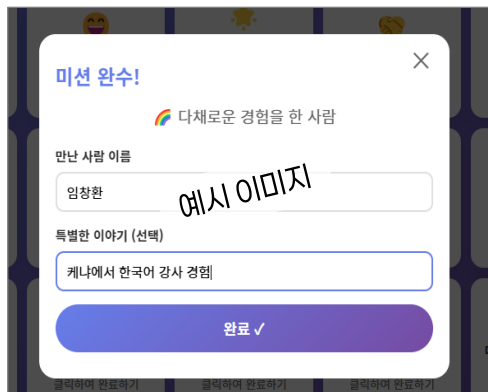 미션 완수!
🌈 다채로운 경험을 한 사람
만난 사람 이름
임창환
예시 이미지
특별한 이야기 (선택)
케냐에서 한국어 강사 경험
완료 ✓
클릭하여 완료하기
클릭하여 완료하기
클릭하여 완료하기